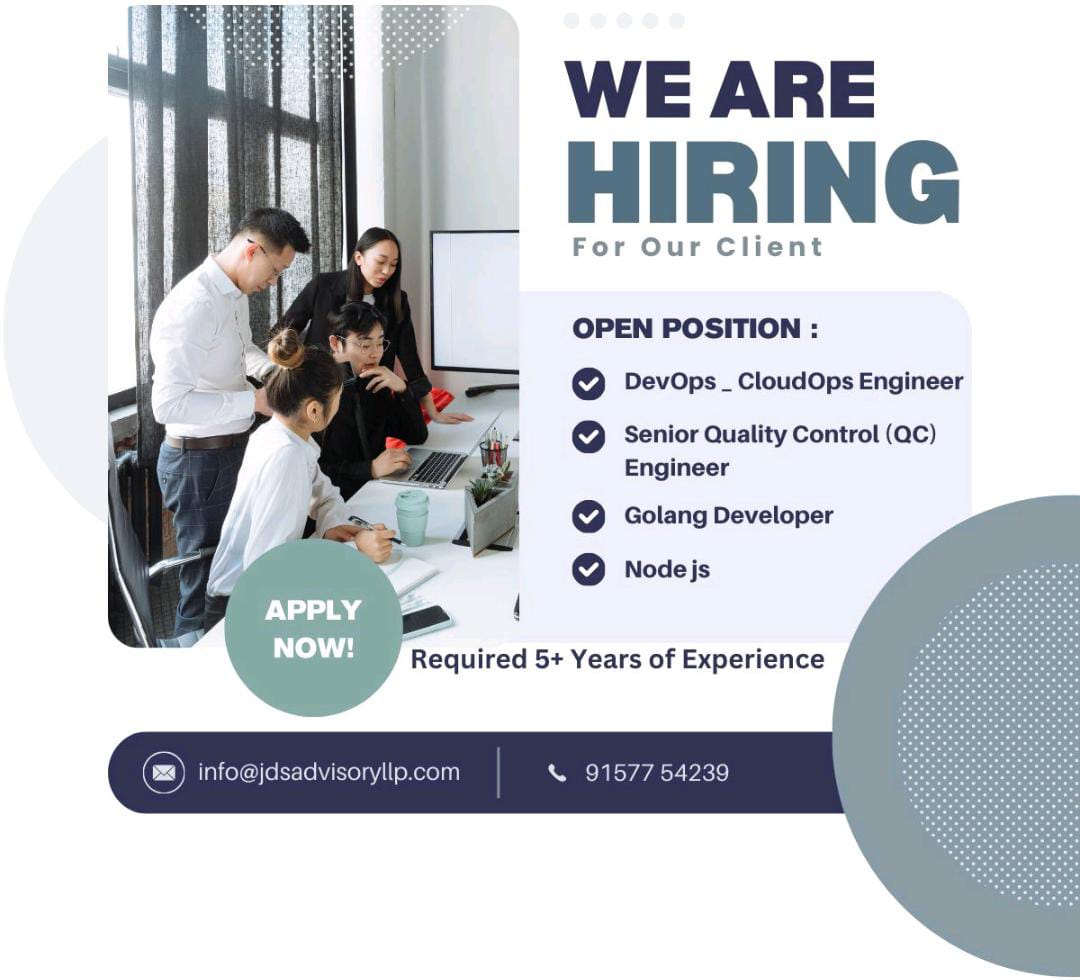 WE ARE
HIRING
For Our Client
OPEN POSITION :
DevOps _ CloudOps Engineer
Senior Quality Control (QC)
Engineer
Golang Developer
Node js
APPLY
NOW!
Required 5+ Years of Experience
info@jdsadvisoryllp.com
91577 54239